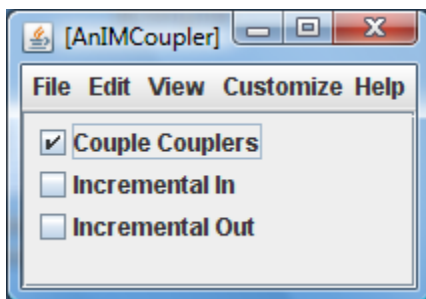 [AnIMCoupler]
File Edit View Customize Help
Couple Couplers
Incremental In
Incremental Out